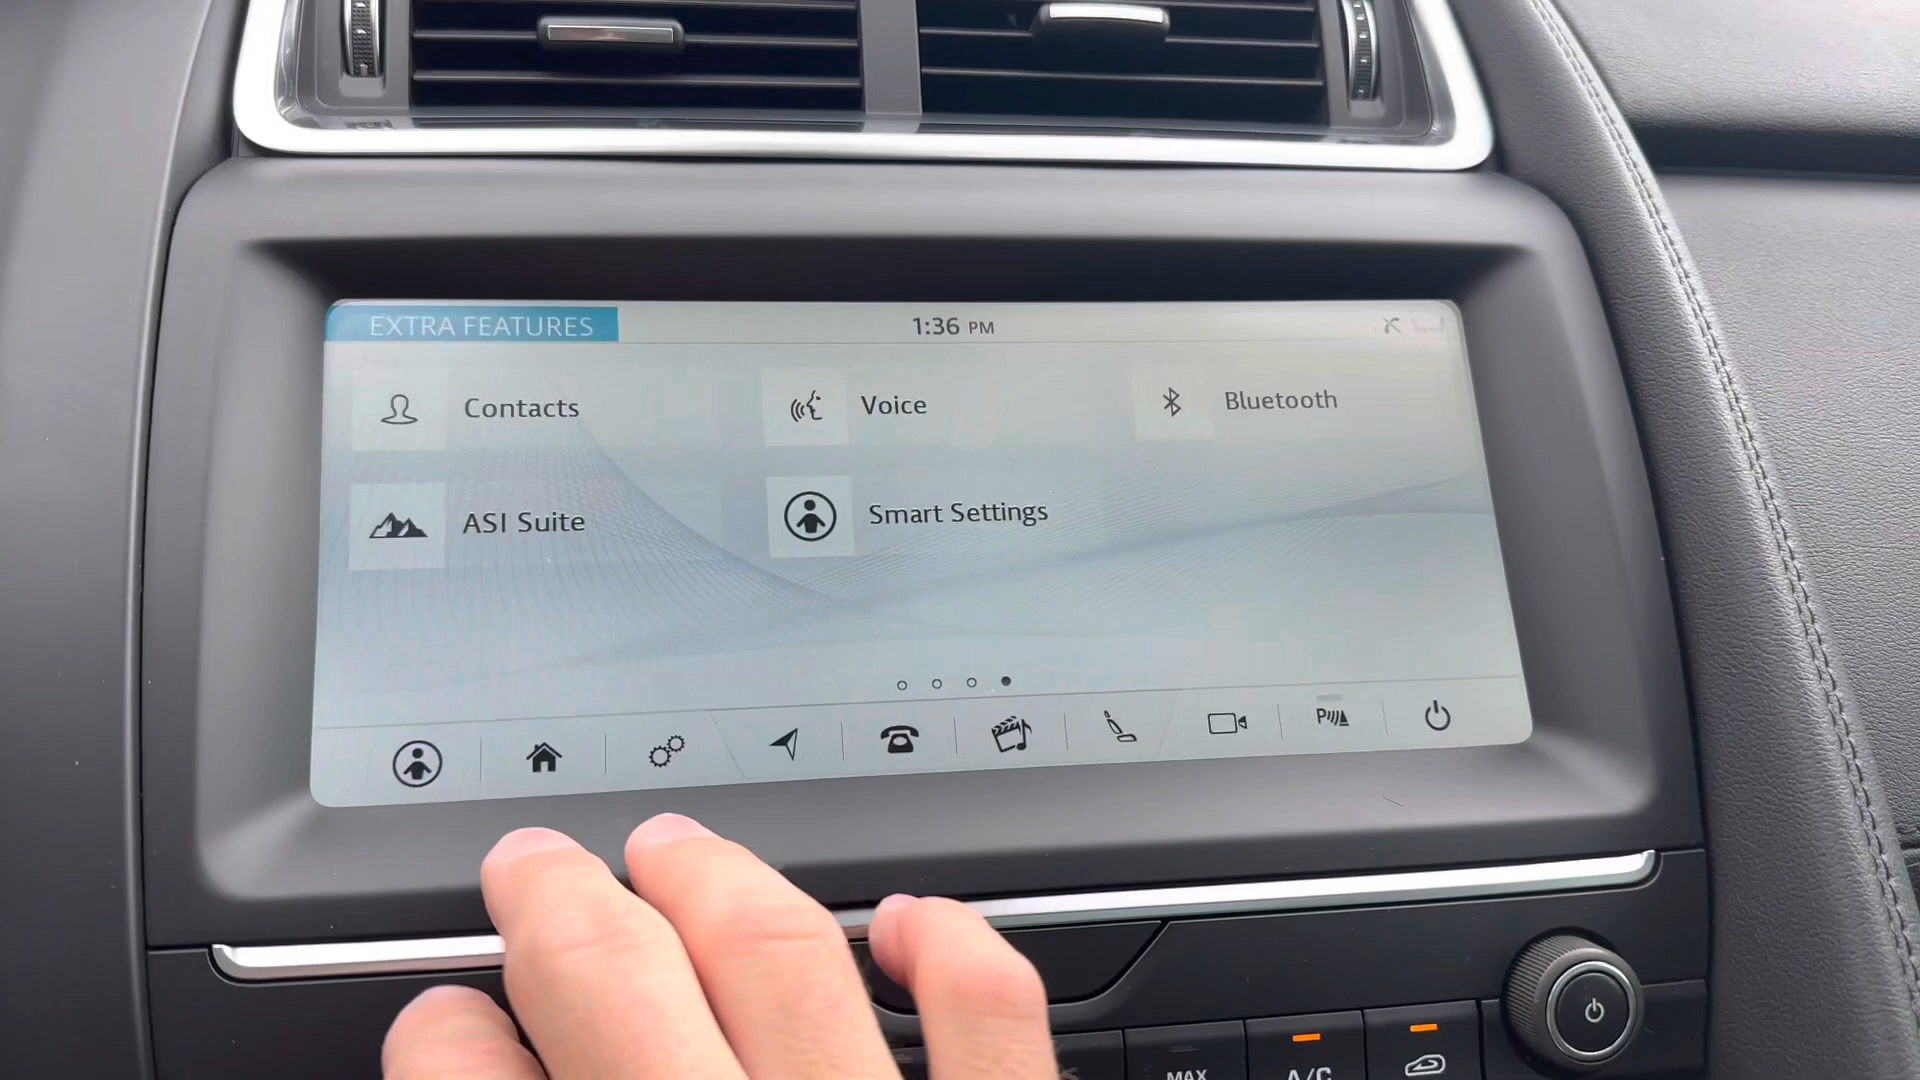 EXTRA FEATURES
1:36 PM
Contacts
Voice
Bluetooth
ASI Suite
Smart Settings
P
MAX
A/C